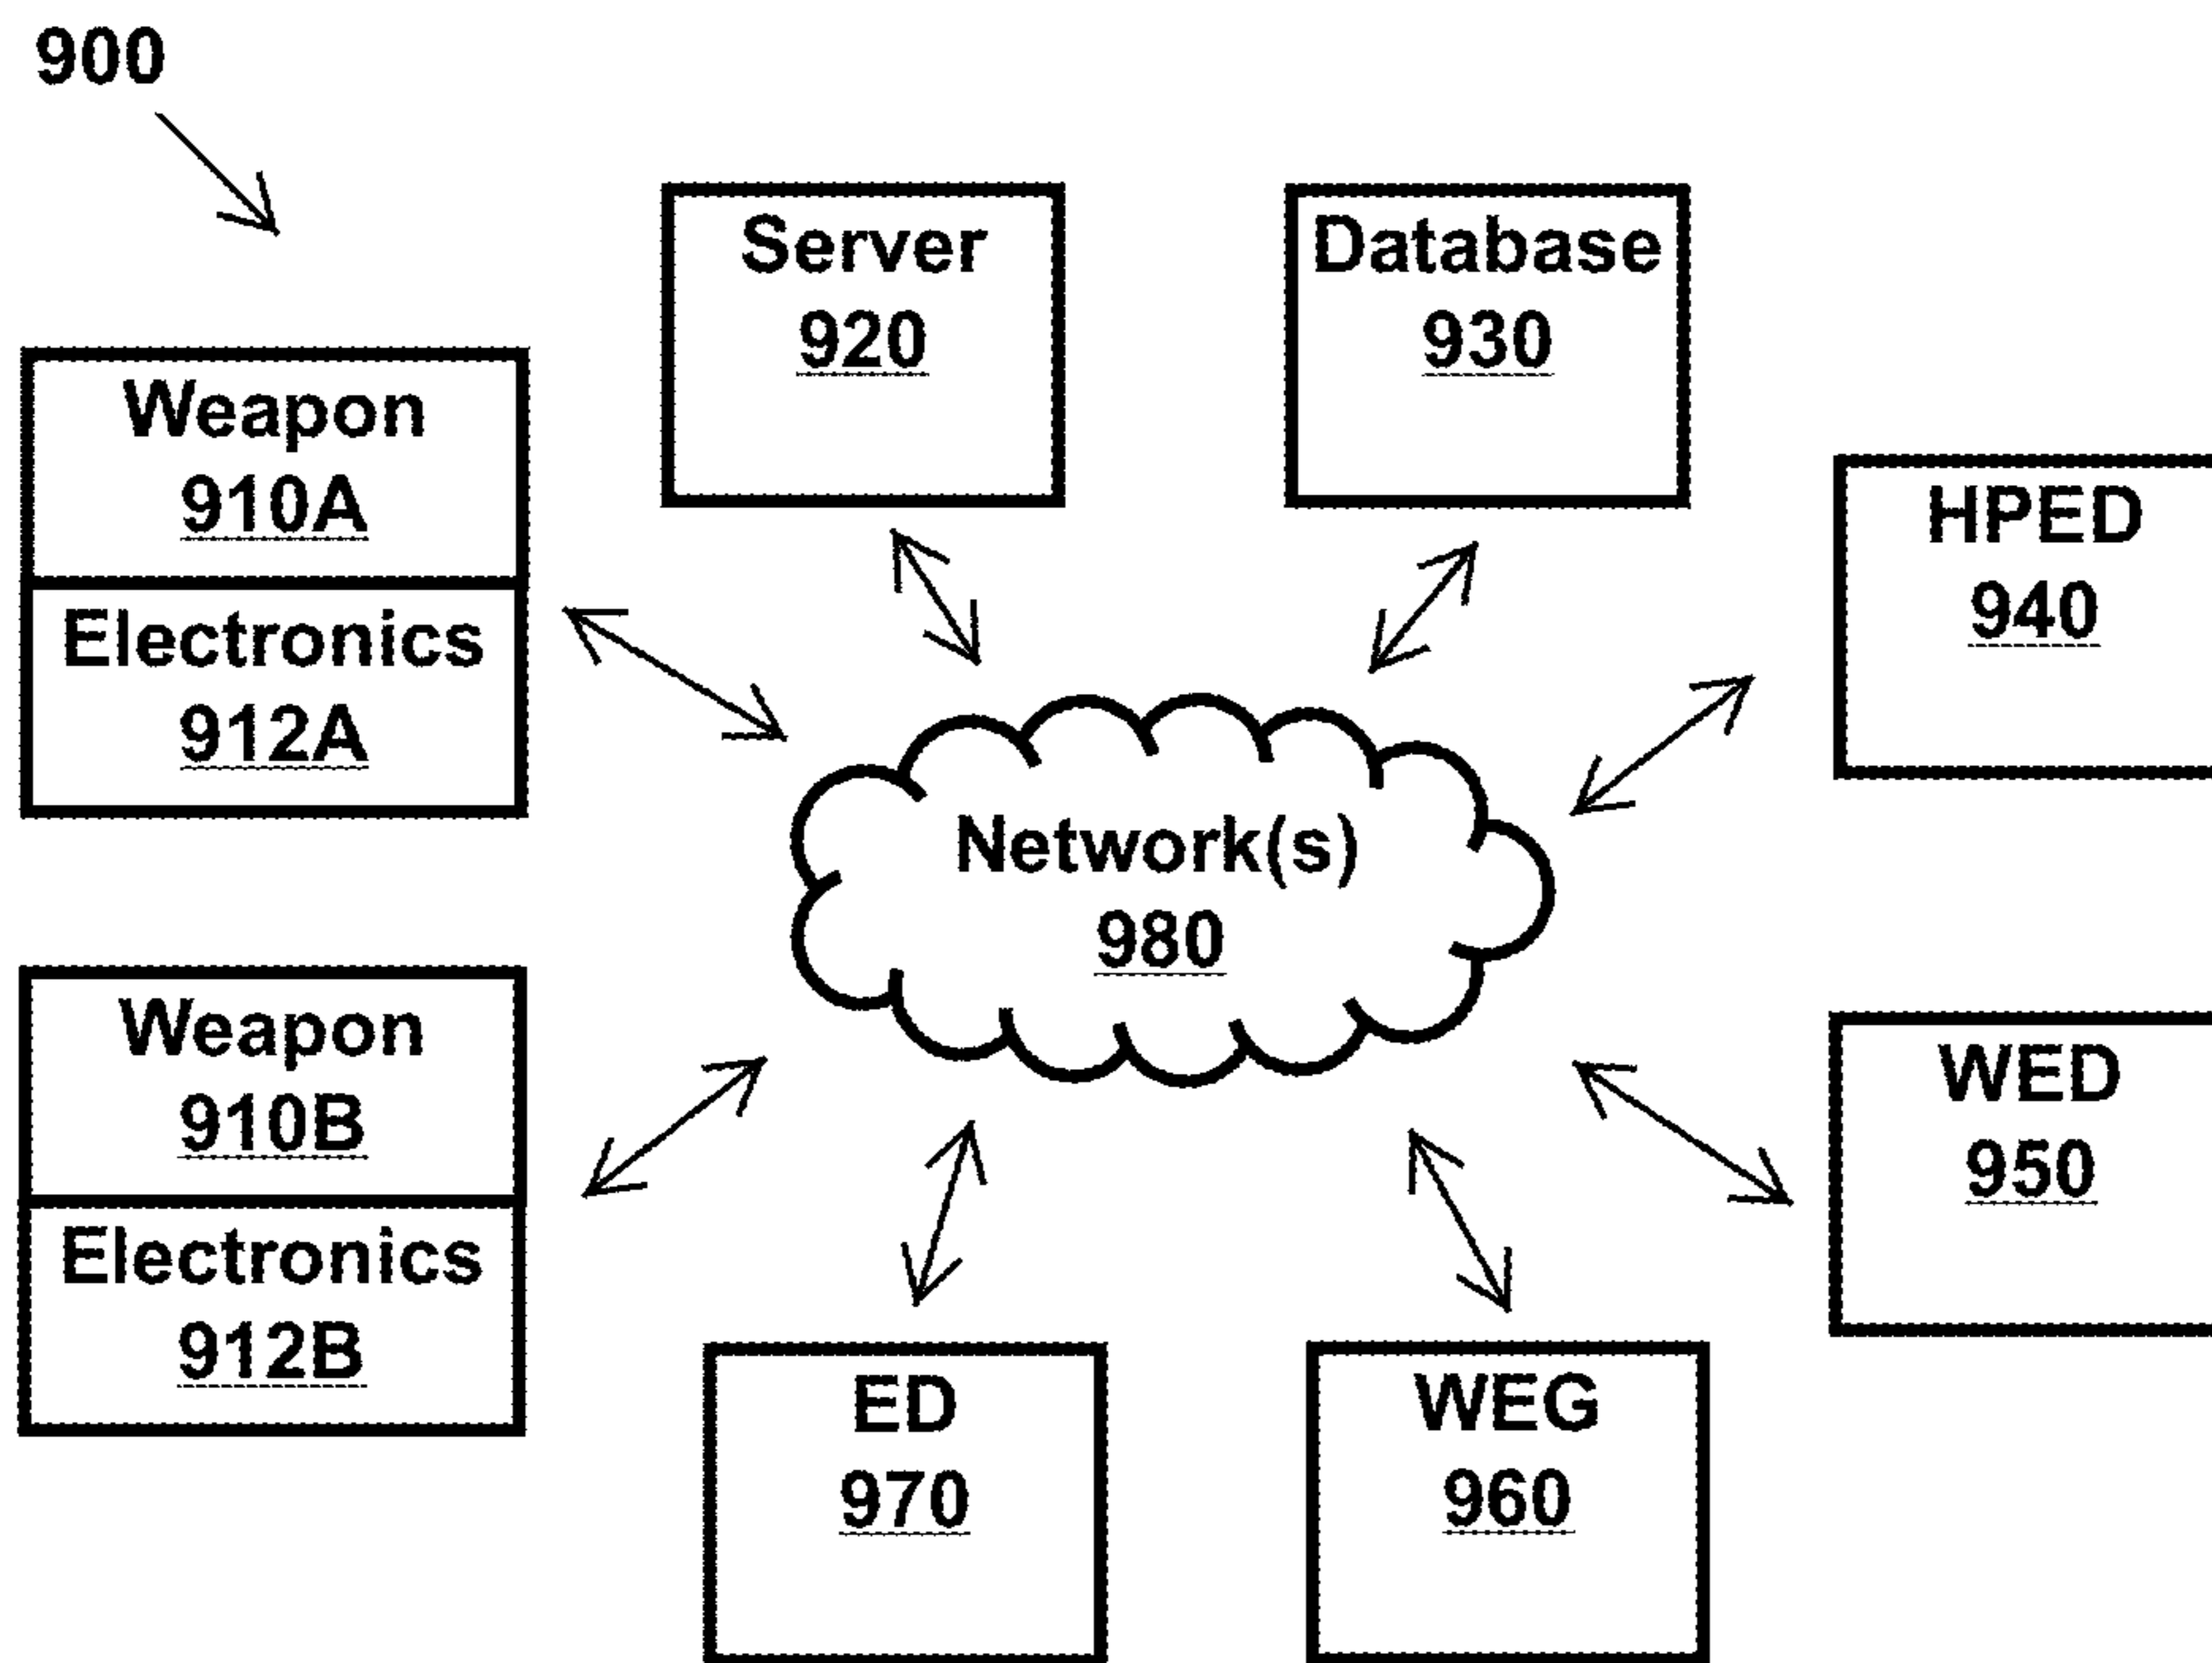 900
Server
920
Database
930
Weapon
910A
Electronics
912A
HPED
940
Network(s)
980
Weapon
910B
Electronics
912B
WED
950
ED
970
WEG
960